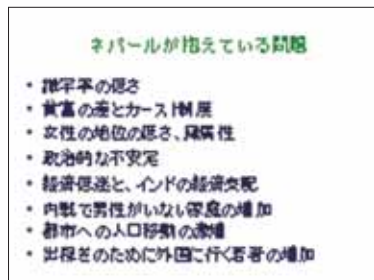 ネパールが抱えている問題
・識字率の低さ
・貧富の差とカースト制度
・女性の地位の低さ、
・政治的な不安定
・経済低迷と、インドの経済支配
・内戦で男性がいない家庭の増加
・都市への人口移動の激増
・出稼ぎのために外国に行く若者の増加